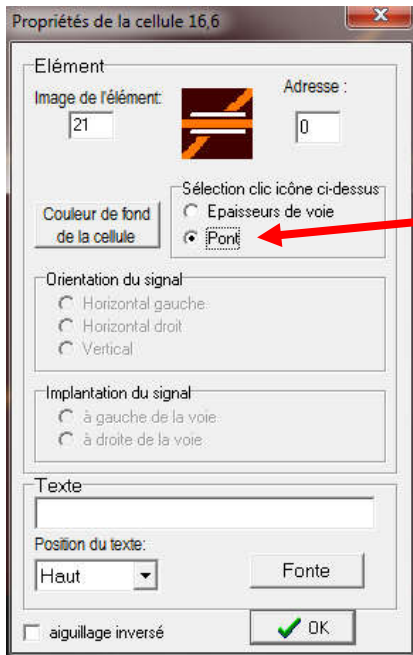 Propriétés de la cellule 16,6
Elément
Image de l'élément:
Adresse :
21
0
Couleur de fond
de la cellule
Sélection clic icône ci-dessus
Epaisseurs de voie
Pont
Orientation du signal
Horizontal gauche
Horizontal droit
Vertical
Implantation du signal
à gauche de la voie
à droite de la voie
Texte
Position du texte:
Haut
Fonte
aiguillage inversé
OK